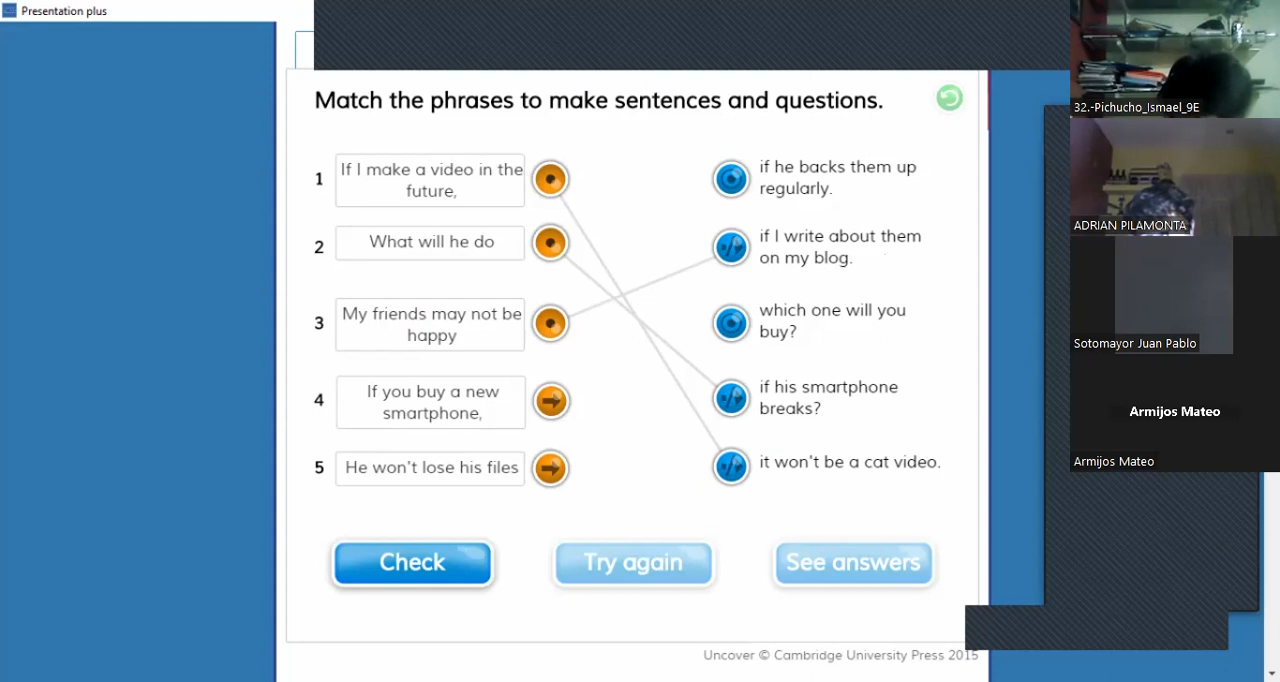 Presentation plus
Match the phrases to make sentences and questions.
1
If I make a video in the
future,
if he backs them up
regularly.
2
What will he do
if I write about them
on my blog.
3
My friends may not be
happy
which one will you
buy?
4
If you buy a new
smartphone,
if his smartphone
breaks?
5
He won't lose his files
it won't be a cat video.
Check
Try again
See answers
Uncover © Cambridge University Press 2015
32.-Pichucho_Ismael_9E
ADRIAN PILAMONTA
Sotomayor Juan Pablo
Armijos Mateo
Armijos Mateo